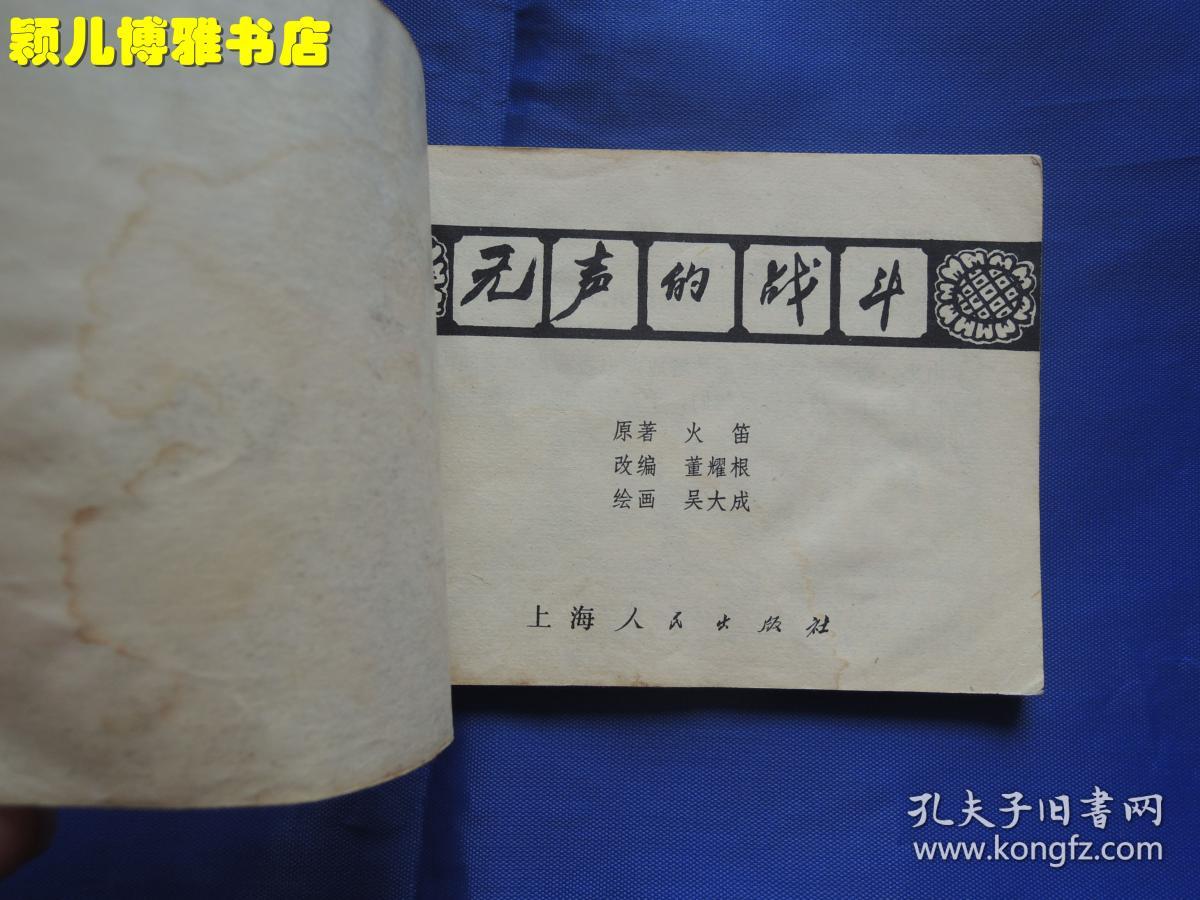 颖儿博雅书店
无声的战斗
原著 火 笛
改编 董耀根
绘画 吴大成
上海人民出版社
孔夫子旧書网
www.kongfz.com